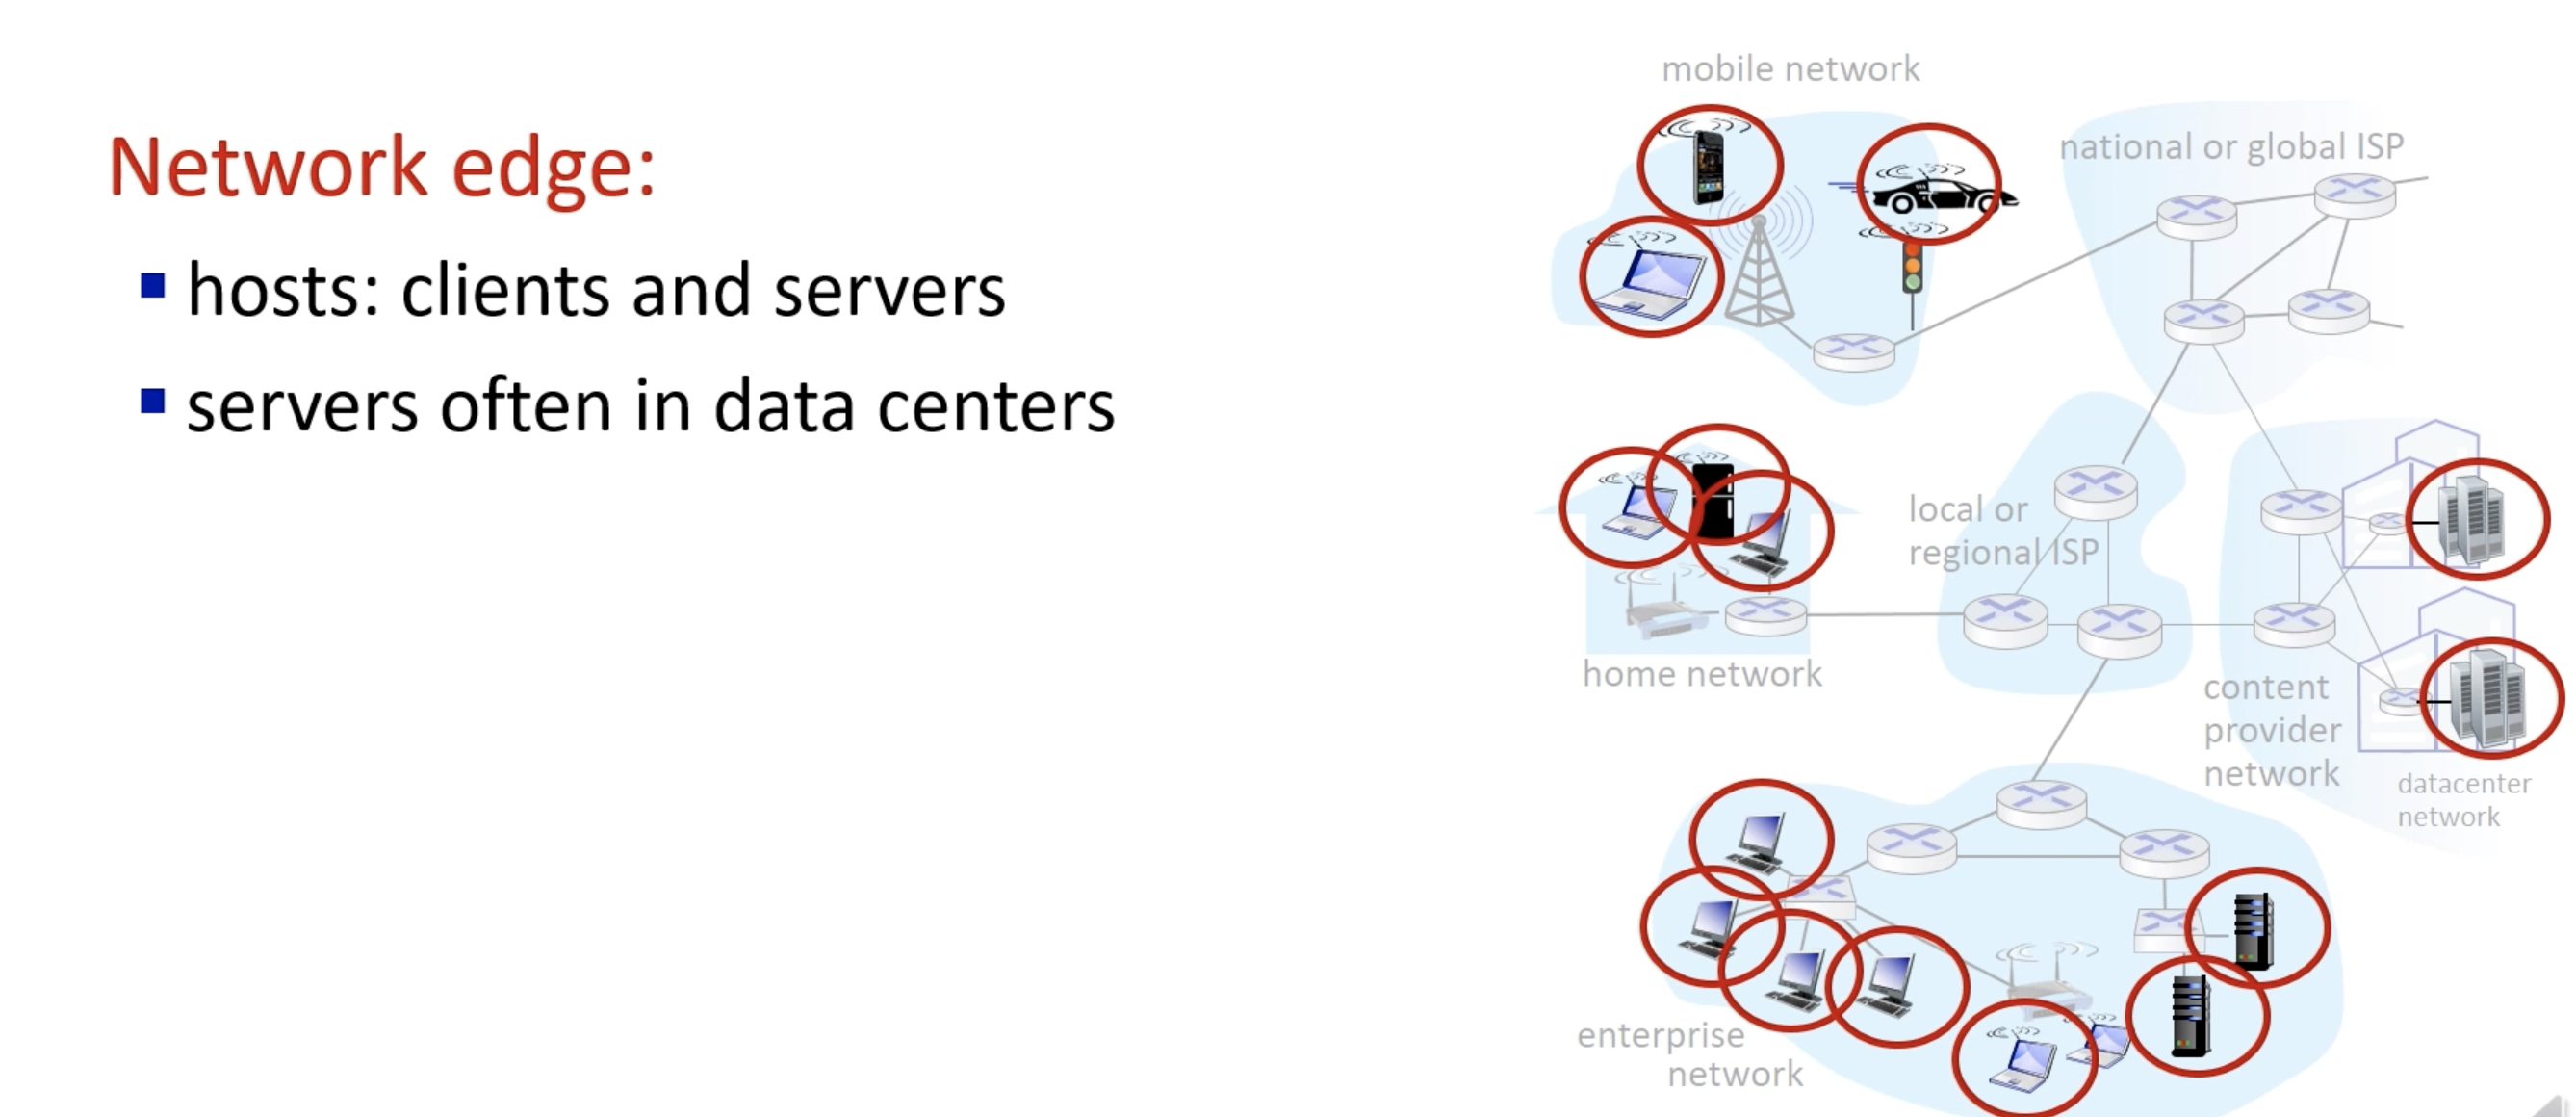 Network edge:
hosts: clients and servers
servers often in data centers
mobile network
national or global ISP
local or
regional ISP
home network
content
provider
network
datacenter
network
enterprise
network